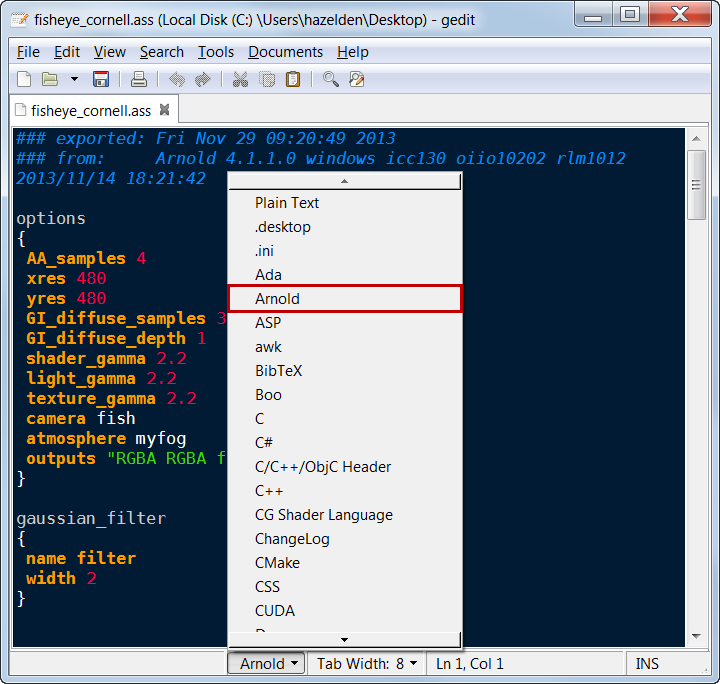 fisheye_cornell.ass (Local Disk (C:) \Users\hazelden\Desktop) - gedit
File Edit View Search Tools Documents Help
fisheye_cornell.ass
### exported: Fri Nov 29 09:20:49 2013
### from: Arnold 4.1.1.0 windows icc130 oiio10202 rlm1012
2013/11/14 18:21:42
options
{
AA_samples 4
xres 480
yres 480
GI_diffuse_samples 3
GI_diffuse_depth 1
shader_gamma 2.2
light_gamma 2.2
texture_gamma 2.2
camera fish
atmosphere myfog
outputs "RGBA RGBA f
}
gaussian_filter
{
name filter
width 2
}
Plain Text
.desktop
.ini
Ada
Arnold
ASP
awk
BibTeX
Boo
C
C#
C/C++/ObjC Header
C++
CG Shader Language
ChangeLog
CMake
CSS
CUDA
Arnold Tab Width: 8 Ln 1, Col 1 INS